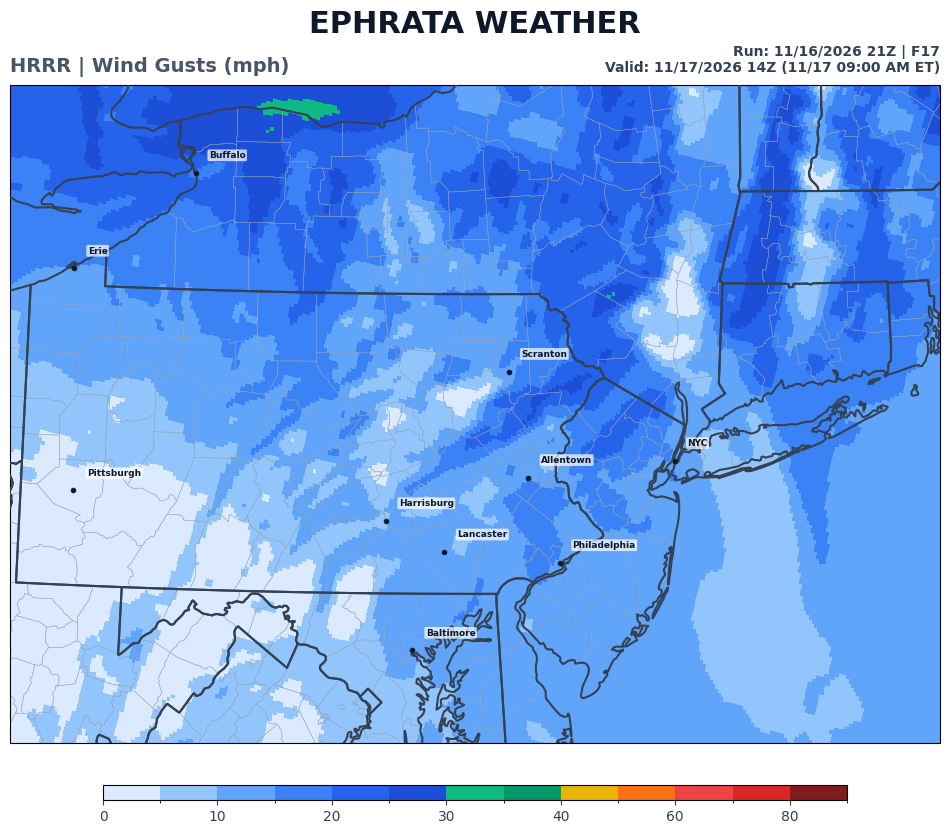 EPHRATA WEATHER
HRRR | Wind Gusts (mph)
Run: 11/16/2026 21Z | F17
Valid: 11/17/2026 14Z (11/17 09:00 AM ET)
Buffalo
Erie
Scranton
NYC
Allentown
Pittsburgh
Harrisburg
Lancaster
Philadelphia
Baltimore
0 10 20 30 40 60 80